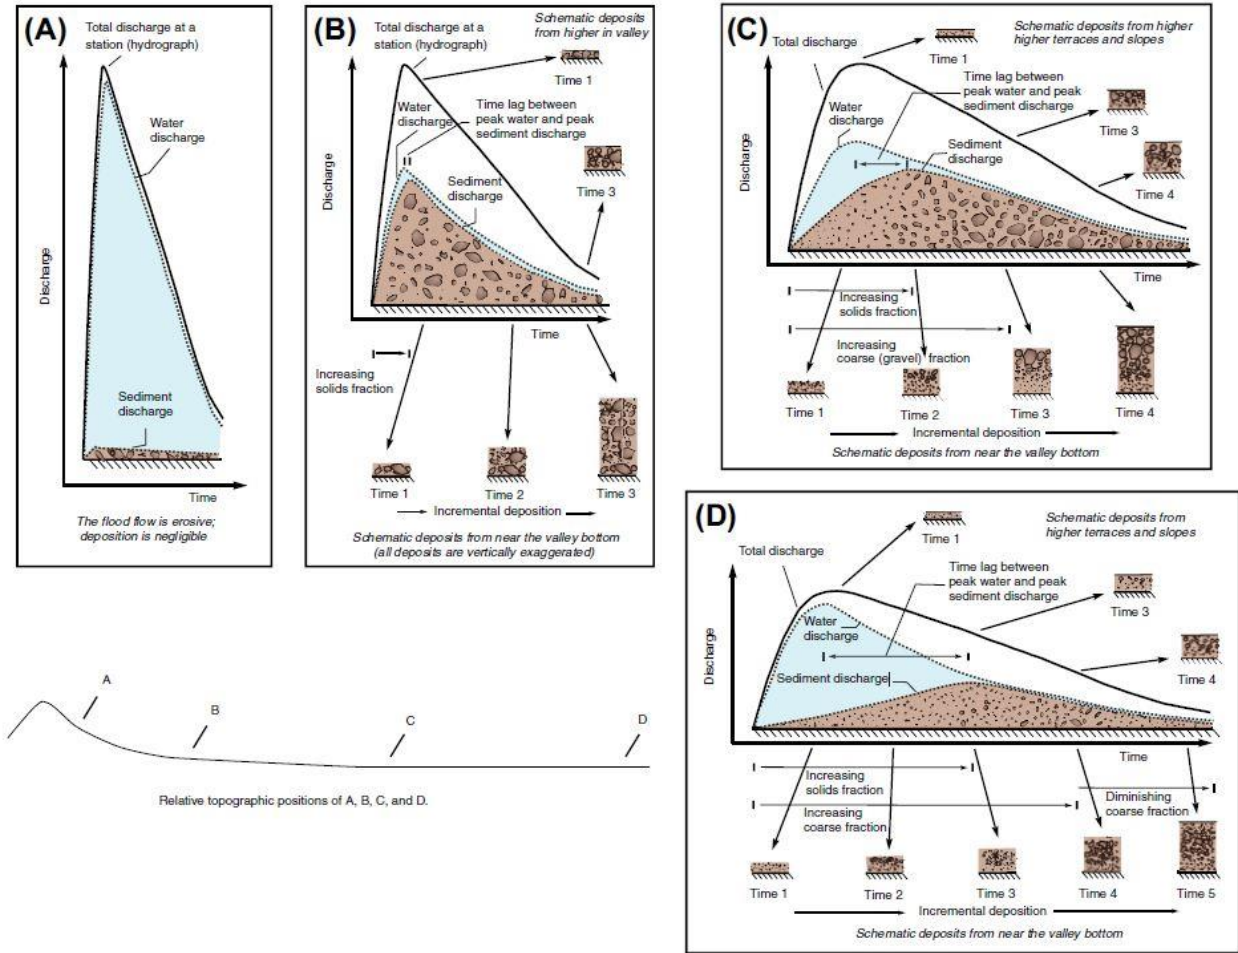 (A)
Total discharge at a
station (hydrograph)
Water
discharge
Discharge
Sediment
discharge
Time
The flood flow is erosive;
deposition is negligible
(B)
Total discharge at a
station (hydrograph)
Schematic deposits
from higher in valley
Time 1
Water
discharge
Time lag between
peak water and peak
sediment discharge
Time 3
Discharge
Sediment
discharge
Time
Increasing
solids fraction
Time 1
Time 2
Time 3
Incremental deposition
Schematic deposits from near the valley bottom
(all deposits are vertically exaggerated)
(C)
Schematic deposits from higher
higher terraces and slopes
Total discharge
Time 1
Time lag between
peak water and peak
sediment discharge
Water
discharge
Time 3
Sediment
discharge
Time 4
Discharge
Time
Increasing
solids fraction
Increasing
coarse (gravel) fraction
Time 1
Time 2
Time 3
Time 4
Incremental deposition
Schematic deposits from near the valley bottom
(D)
Schematic deposits from
higher terraces and slopes
Time 1
Total discharge
Time lag between
peak water and peak
sediment discharge
Time 3
Water
discharge
Time 4
Sediment discharge
Discharge
Time
Increasing
solids fraction
Increasing
coarse fraction
Diminishing
coarse fraction
Time 1
Time 2
Time 3
Time 4
Time 5
Incremental deposition
Schematic deposits from near the valley bottom
A
B
C
D
Relative topographic positions of A, B, C, and D.